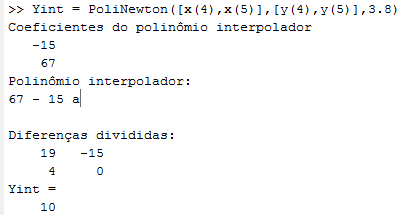 >> Yint = PoliNewton([x(4),x(5)],[y(4),y(5)],3.8)
Coeficientes do polinômio interpolador
-15
67
Polinômio interpolador:
67 - 15 a
Diferenças divididas:
19 -15
4 0
Yint =
10